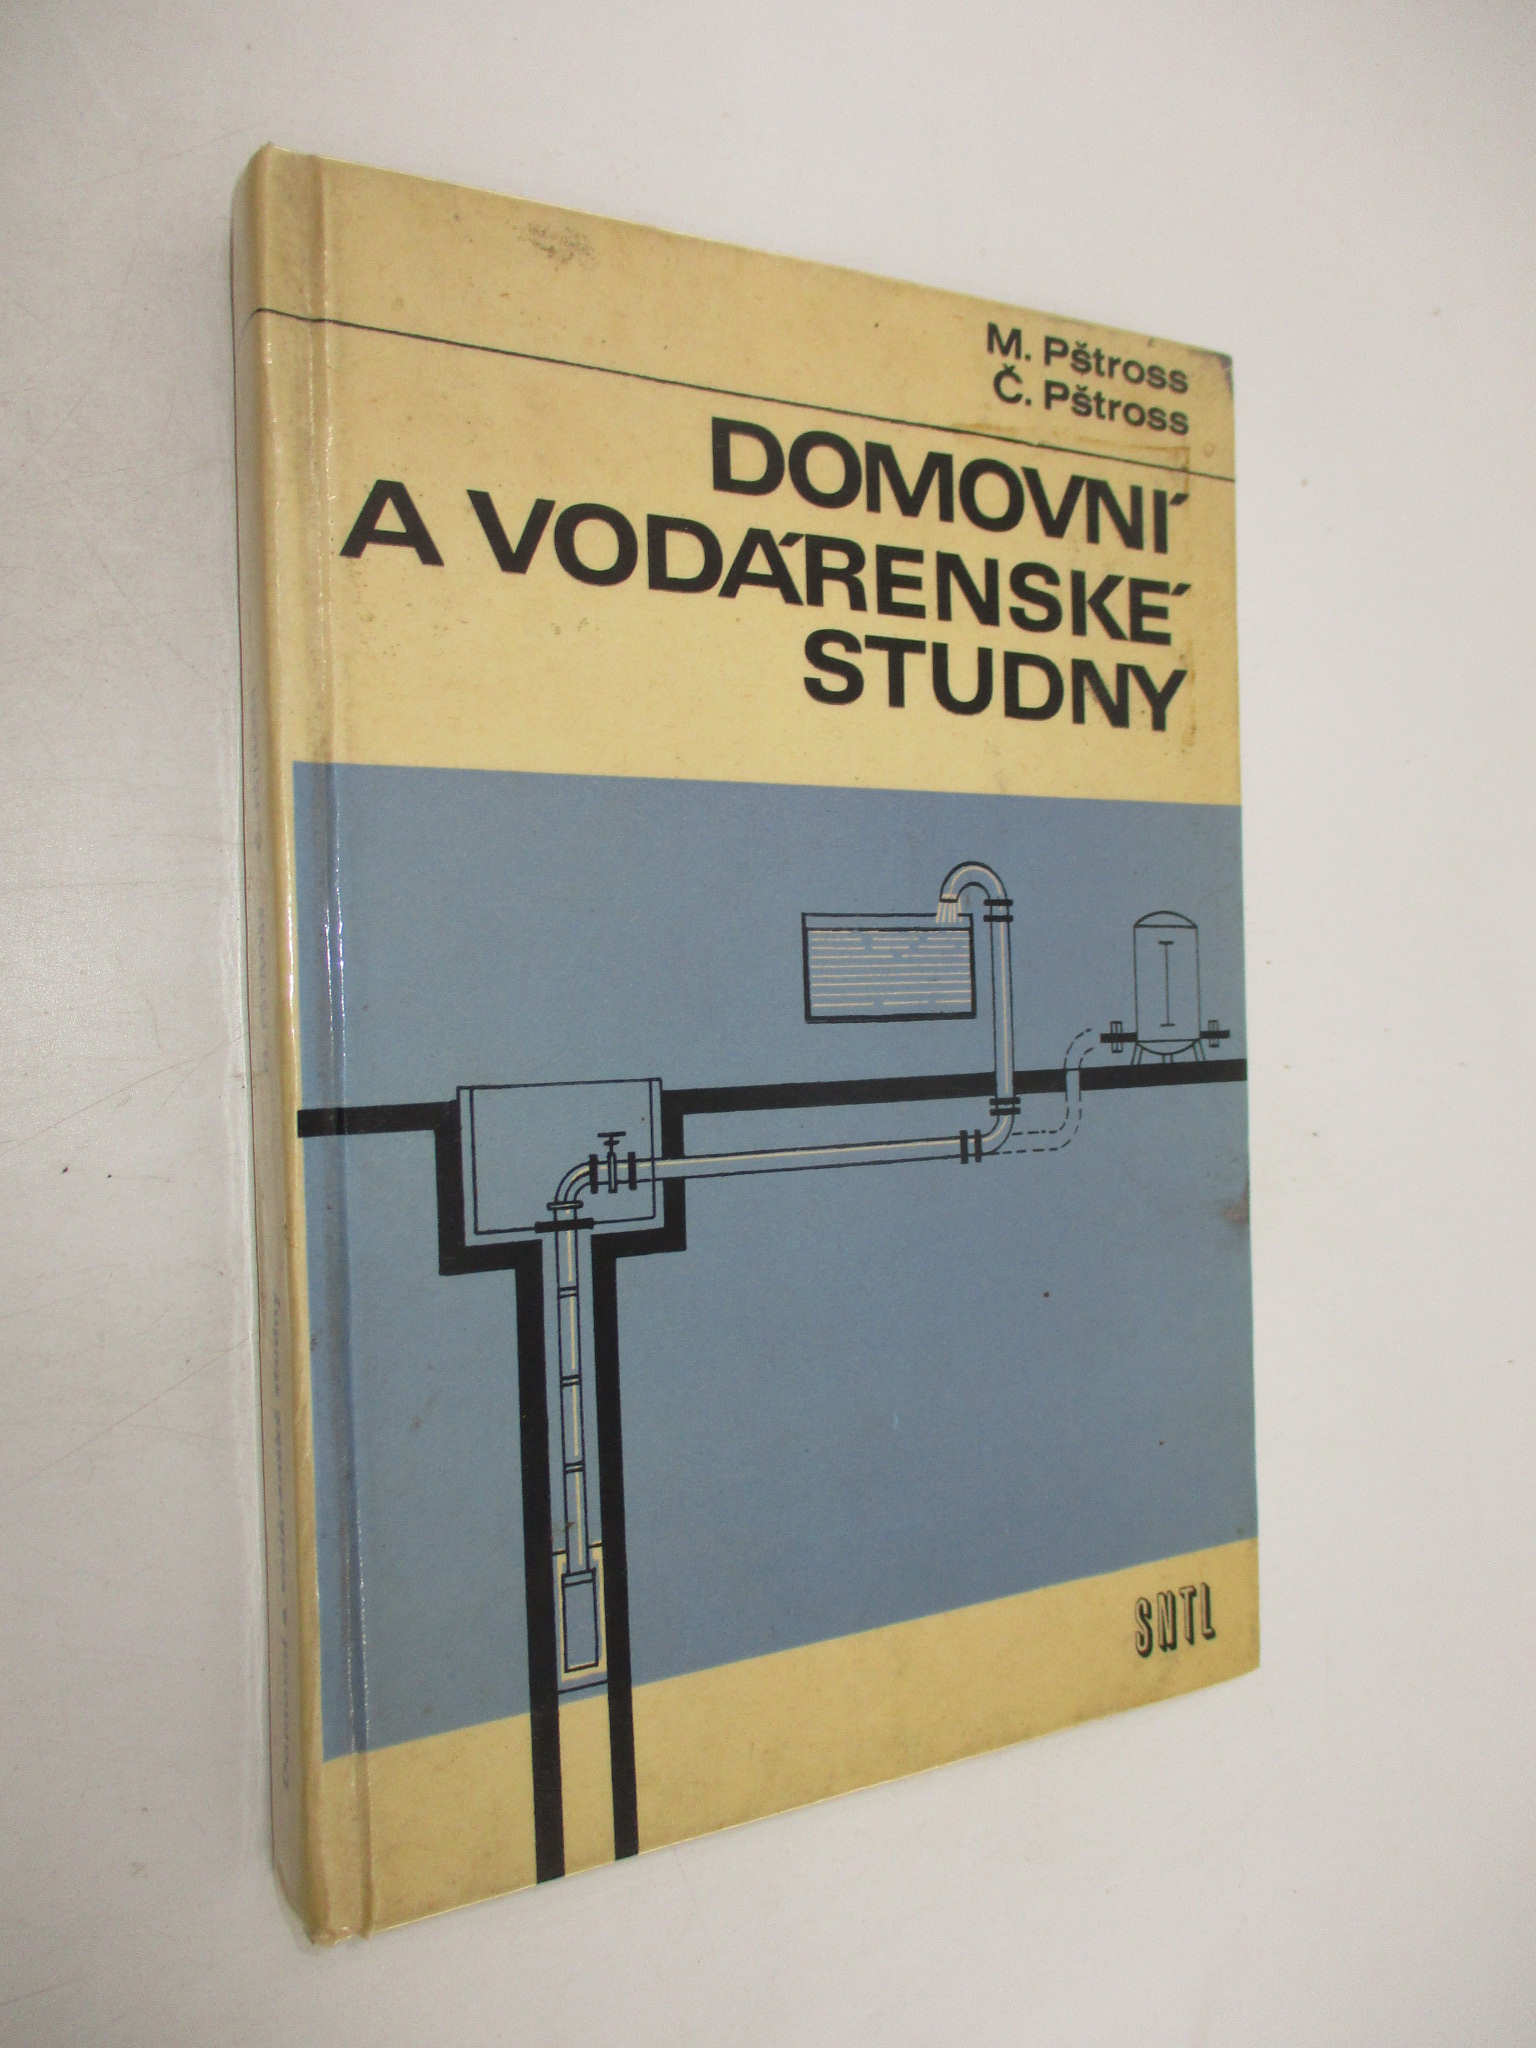 M. Pštross
Č. Pštross
DOMOVNÍ
A VODÁRENSKÉ
STUDNY
SNTL